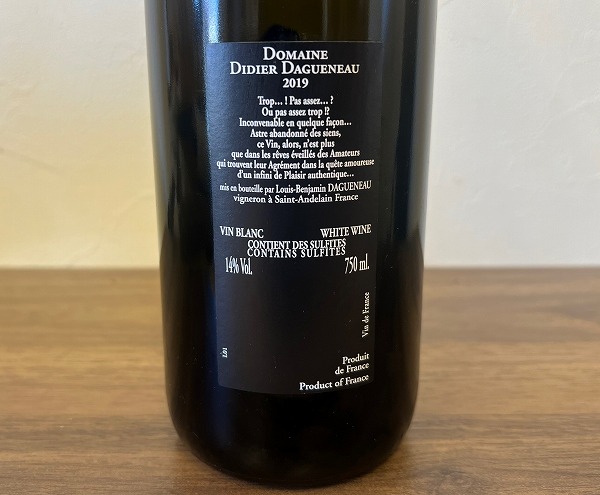 DOMAINE
DIDIER DAGUENEAU
2019
Trop... ! Pas assez... ?
Ou pas assez trop !?
Inconvenable en quelque façon...
Astre abandonné des siens,
ce Vin, alors, n'est plus
que dans les rêves éveillés des Amateurs
qui trouvent leur Agrément dans la quête amoureuse
d'un infini de Plaisir authentique...
mis en bouteille par Louis-Benjamin DAGUENEAU
vigneron à Saint-Andelain France
VIN BLANC WHITE WINE
CONTIENT DES SULFITES
CONTAINS SULFITES
14% Vol. 750 ml.
Vin de France
L01
Produit
de France
Product of France